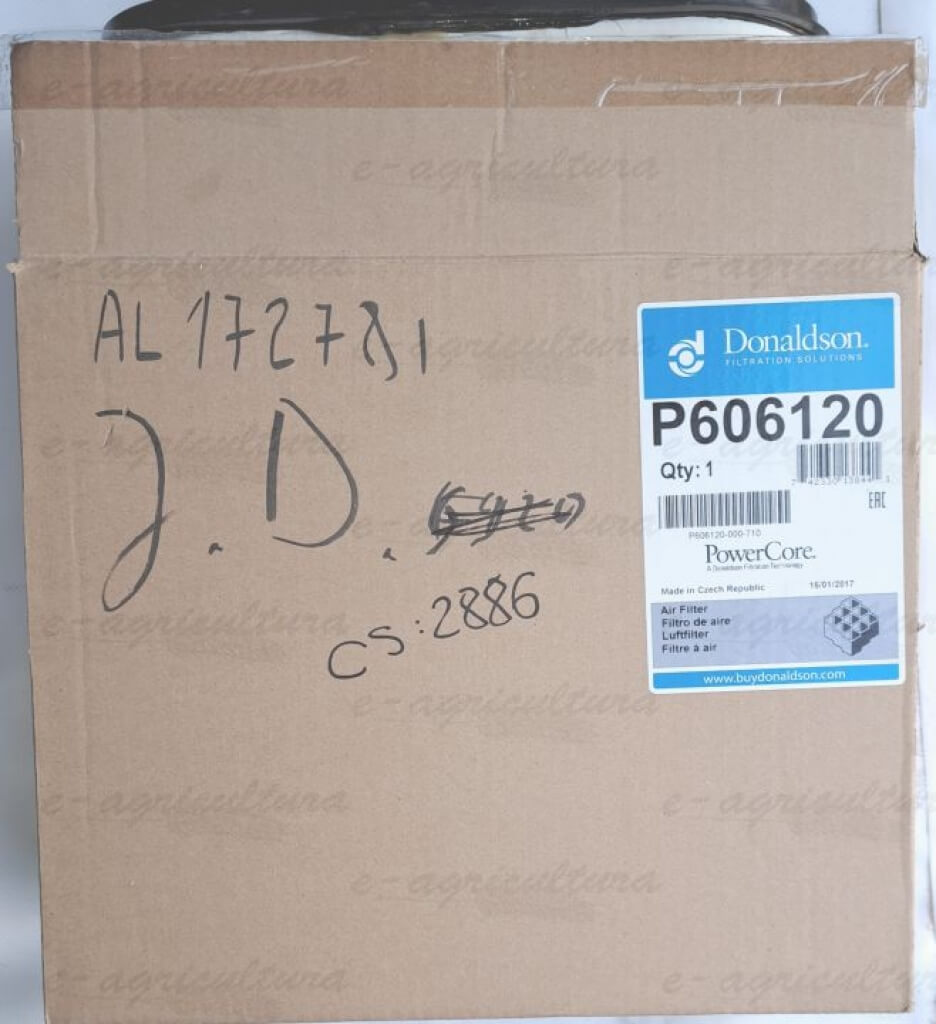 e-agricultura
AL 172781
J.D.
CS:2886
Donaldson.
FILTRATION SOLUTIONS
P606120
Qty: 1
EAC
P606120-000-710
PowerCore.
A Donaldson Filtration Technology
Made in Czech Republic 16/01/2017
Air Filter
Filtro de aire
Luftfilter
Filtre à air
www.buydonaldson.com